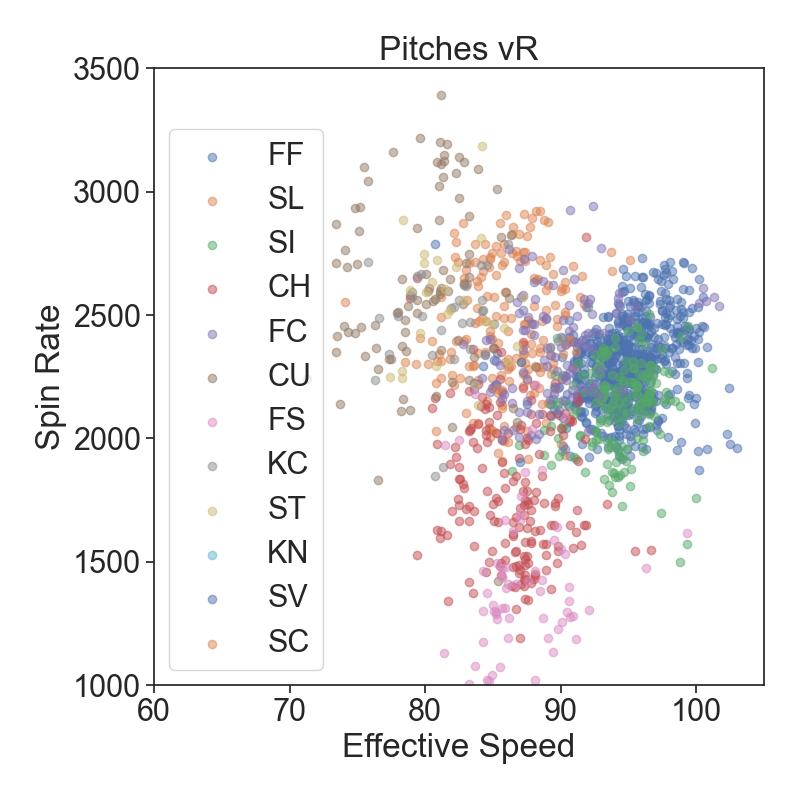 Pitches vR
3500
3000
2500
2000
1500
1000
Spin Rate
FF
SL
SI
CH
FC
CU
FS
KC
ST
KN
SV
SC
60
70
80
90
100
Effective Speed